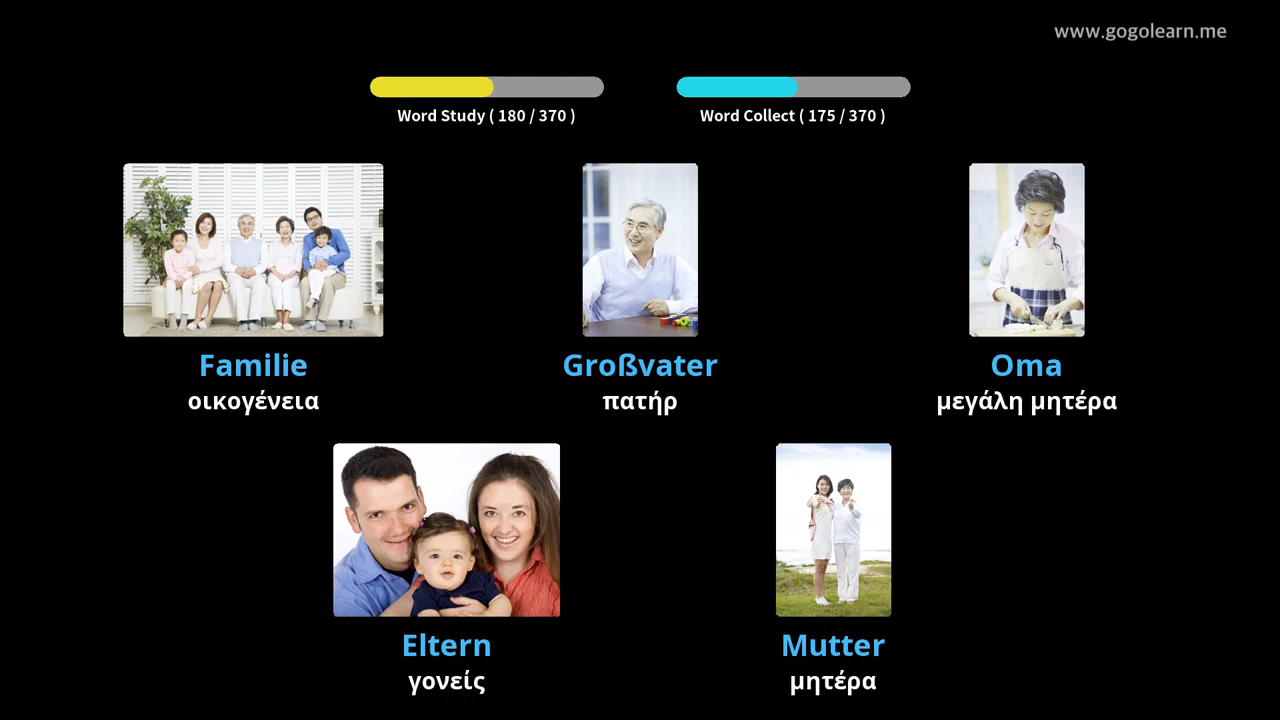 www.gogolearn.me
Word Study ( 180 / 370 )
Word Collect ( 175 / 370 )
Familie
οικογένεια
Großvater
πατήρ
Oma
μεγάλη μητέρα
Eltern
γονείς
Mutter
μητέρα